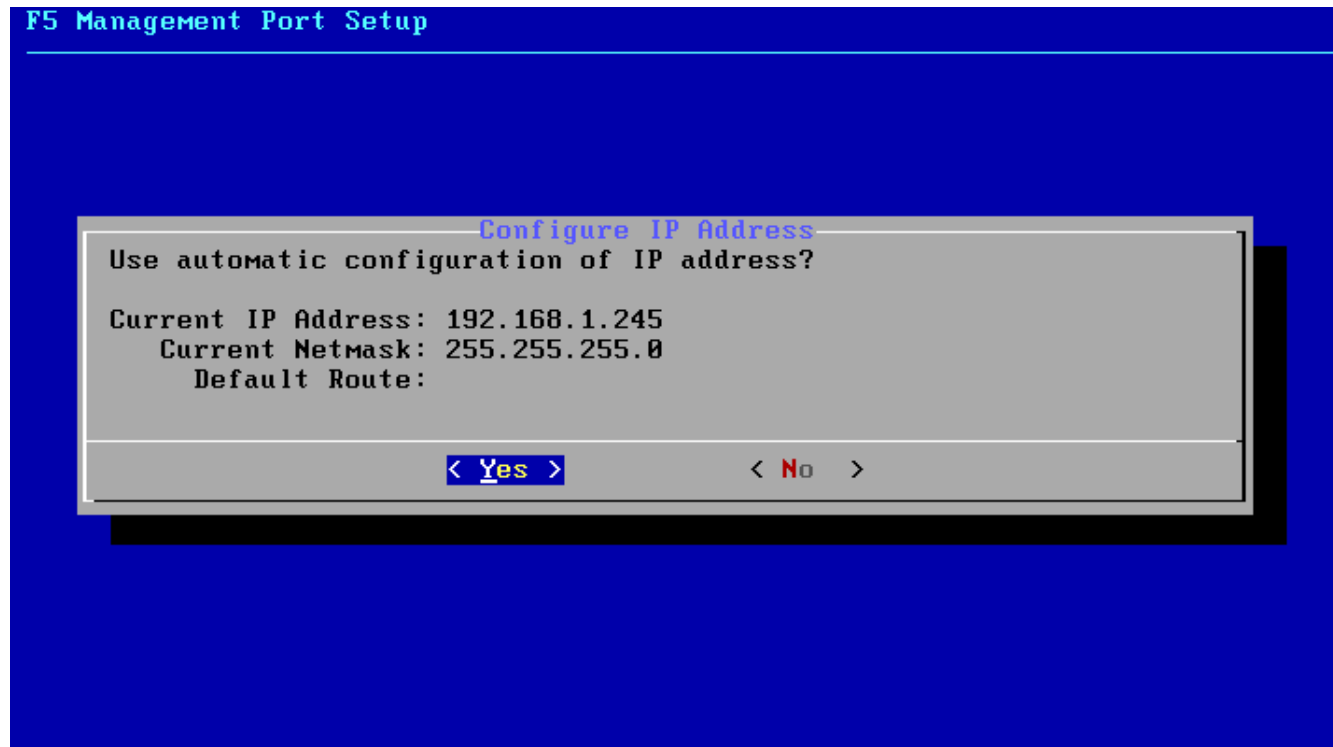 F5 Management Port Setup
Configure IP Address
Use automatic configuration of IP address?
Current IP Address: 192.168.1.245
Current Netmask: 255.255.255.0
Default Route:
< Yes > < No >